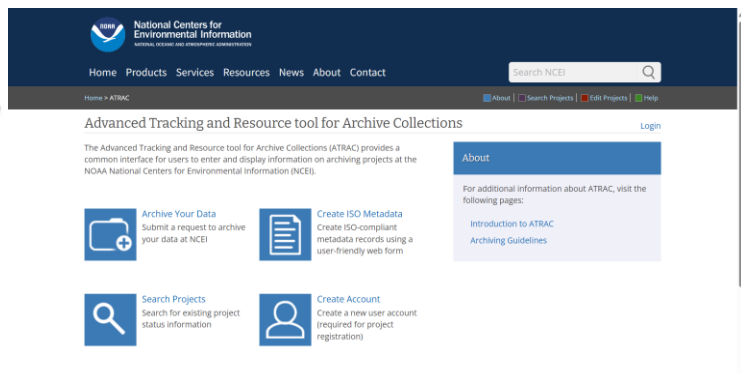 NOAA
National Centers for
Environmental Information
NATIONAL OCEANIC AND ATMOSPHERIC ADMINISTRATION
Home Products Services Resources News About Contact
Search NCEI
Home > ATRAC
About | Search Projects | Edit Projects | Help
Advanced Tracking and Resource tool for Archive Collections
Login
The Advanced Tracking and Resource tool for Archive Collections (ATRAC) provides a
common interface for users to enter and display information on archiving projects at the
NOAA National Centers for Environmental Information (NCEI).
Archive Your Data
Submit a request to archive
your data at NCEI
Create ISO Metadata
Create ISO-compliant
metadata records using a
user-friendly web form
Search Projects
Search for existing project
status information
Create Account
Create a new user account
(required for project
registration)
About
For additional information about ATRAC, visit the
following pages:
Introduction to ATRAC
Archiving Guidelines